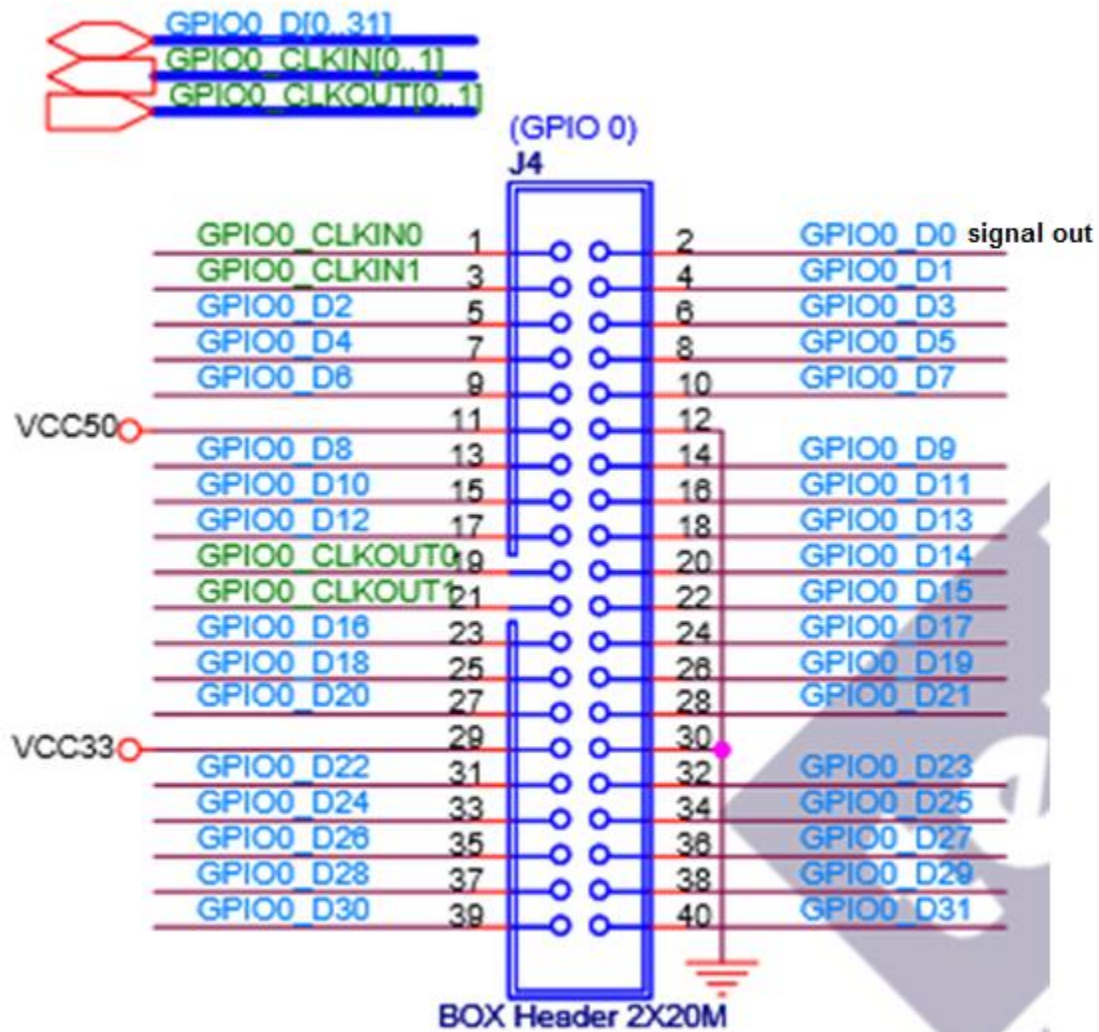 GPIO0_D[0..31]
GPIO0_CLKIN[0..1]
GPIO0_CLKOUT[0..1]
(GPIO 0)
J4
GPIO0_CLKIN0 1 2 GPIO0_D0 signal out
GPIO0_CLKIN1 3 4 GPIO0_D1
GPIO0_D2 5 6 GPIO0_D3
GPIO0_D4 7 8 GPIO0_D5
GPIO0_D6 9 10 GPIO0_D7
VCC50 11 12
GPIO0_D8 13 14 GPIO0_D9
GPIO0_D10 15 16 GPIO0_D11
GPIO0_D12 17 18 GPIO0_D13
GPIO0_CLKOUT0 19 20 GPIO0_D14
GPIO0_CLKOUT1 21 22 GPIO0_D15
GPIO0_D16 23 24 GPIO0_D17
GPIO0_D18 25 26 GPIO0_D19
GPIO0_D20 27 28 GPIO0_D21
VCC33 29 30
GPIO0_D22 31 32 GPIO0_D23
GPIO0_D24 33 34 GPIO0_D25
GPIO0_D26 35 36 GPIO0_D27
GPIO0_D28 37 38 GPIO0_D29
GPIO0_D30 39 40 GPIO0_D31
BOX Header 2X20M